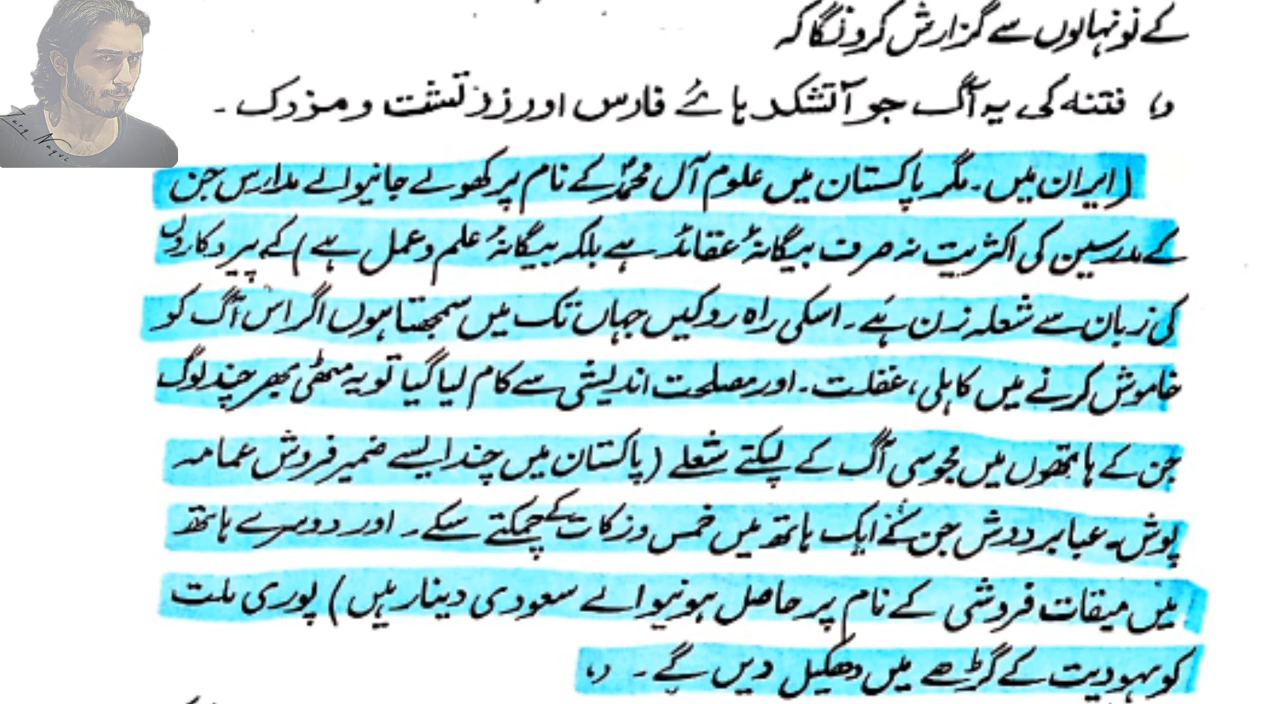 کے نونہالوں سے گزارش کرونگا کہ
،، فتنہ کی یہ آگ جو آتشکد ہائے فارس اور زرتشت و مزدک ۔
(ایران میں ۔ مگر پاکستان میں علوم آل محمدؐ کے نام پر کھولے جانیوالے مدارس جن
کے مدرسین کی اکثریت نہ صرف بیگانۂ عقائد ہے بلکہ بیگانۂ علم و عمل ہے) کے پیروکاروں
کی زبان سے شعلہ زن ہے ۔ اسکی راہ روکیں جہاں تک میں سمجھتا ہوں اگر اس آگ کو
خاموش کرنے میں کاہلی، غفلت ۔ اور مصلحت اندیشی سے کام لیا گیا تو یہ مٹھی بھر چند لوگ
جن کے ہاتھوں میں مجوسی آگ کے لپکتے شعلے (پاکستان میں چند ایسے ضمیر فروش عمامہ
پوش ۔ عبا بردوش جن کے ایک ہاتھ میں خمس و زکات کے چمکتے سکے ۔ اور دوسرے ہاتھ
میں میقات فروشی کے نام پر حاصل ہونیوالے سعودی دینار ہیں) پوری ملت
کو یہودیت کے گڑھے میں دھکیل دیں گے ۔ ،،
Zarq Naqvi